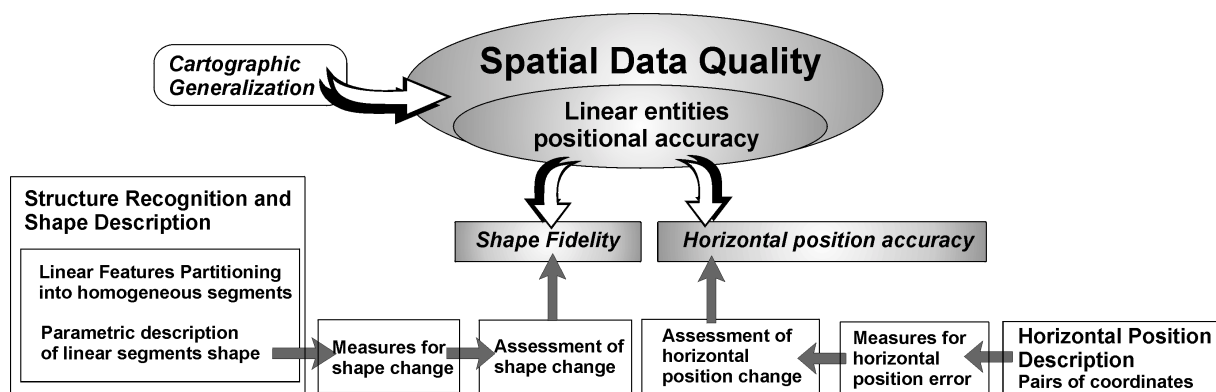 Cartographic
Generalization
Spatial Data Quality
Linear entities
positional accuracy
Structure Recognition and
Shape Description
Linear Features Partitioning
into homogeneous segments
Parametric description
of linear segments shape
Shape Fidelity
Horizontal position accuracy
Measures for
shape change
Assessment of
shape change
Assessment of
horizontal
position change
Measures for
horizontal
position error
Horizontal Position
Description
Pairs of coordinates